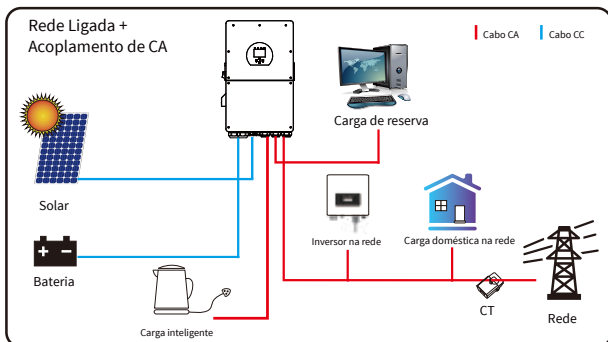 Rede Ligada +
Acoplamento de CA
Cabo CA
Cabo CC
Carga de reserva
Solar
Inversor na rede
Carga doméstica na rede
Bateria
CT
Rede
Carga inteligente